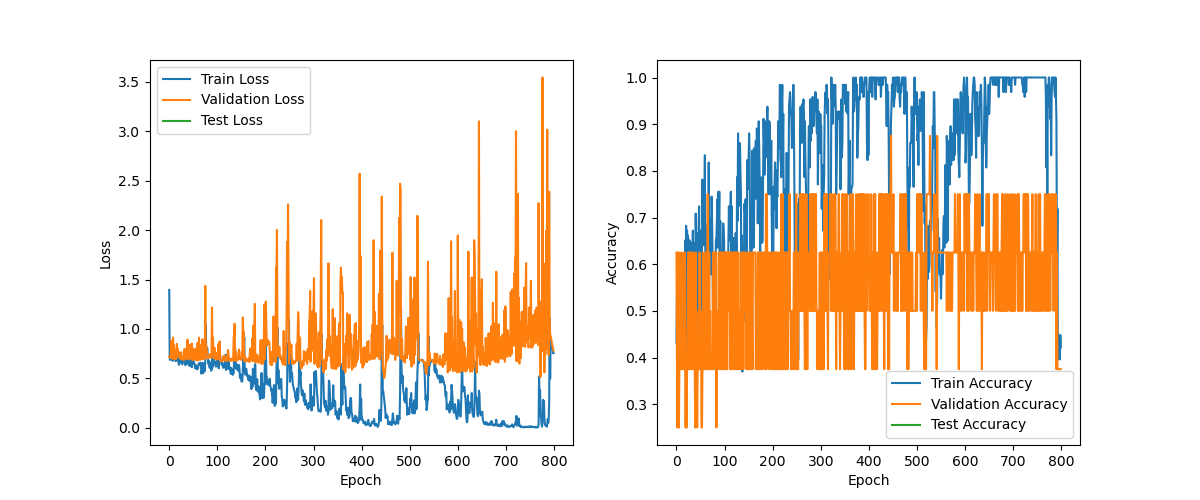 Train Loss
Validation Loss
Test Loss
3.5
3.0
2.5
2.0
1.5
1.0
0.5
0.0
Loss
0 100 200 300 400 500 600 700 800
Epoch
1.0
0.9
0.8
0.7
0.6
0.5
0.4
0.3
Accuracy
Train Accuracy
Validation Accuracy
Test Accuracy
0 100 200 300 400 500 600 700 800
Epoch